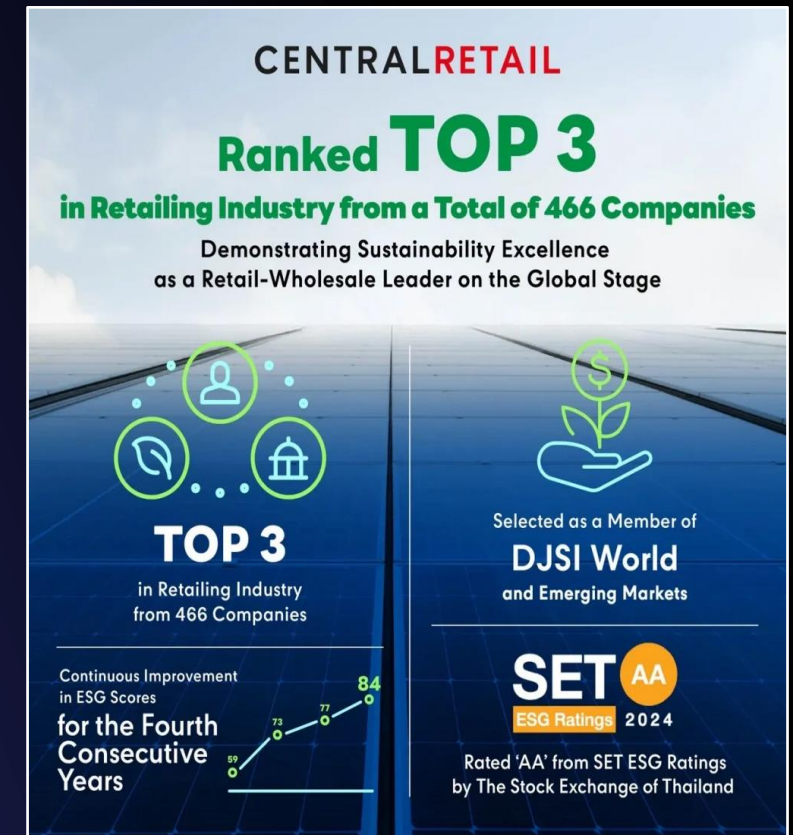 CENTRALRETAIL
Ranked TOP 3
in Retailing Industry from a Total of 466 Companies
Demonstrating Sustainability Excellence
as a Retail-Wholesale Leader on the Global Stage
TOP 3
in Retailing Industry
from 466 Companies
Continuous Improvement
in ESG Scores
for the Fourth
Consecutive
Years
59
73
77
84
$
Selected as a Member of
DJSI World
and Emerging Markets
SET AA
ESG Ratings 2024
Rated ‘AA’ from SET ESG Ratings
by The Stock Exchange of Thailand